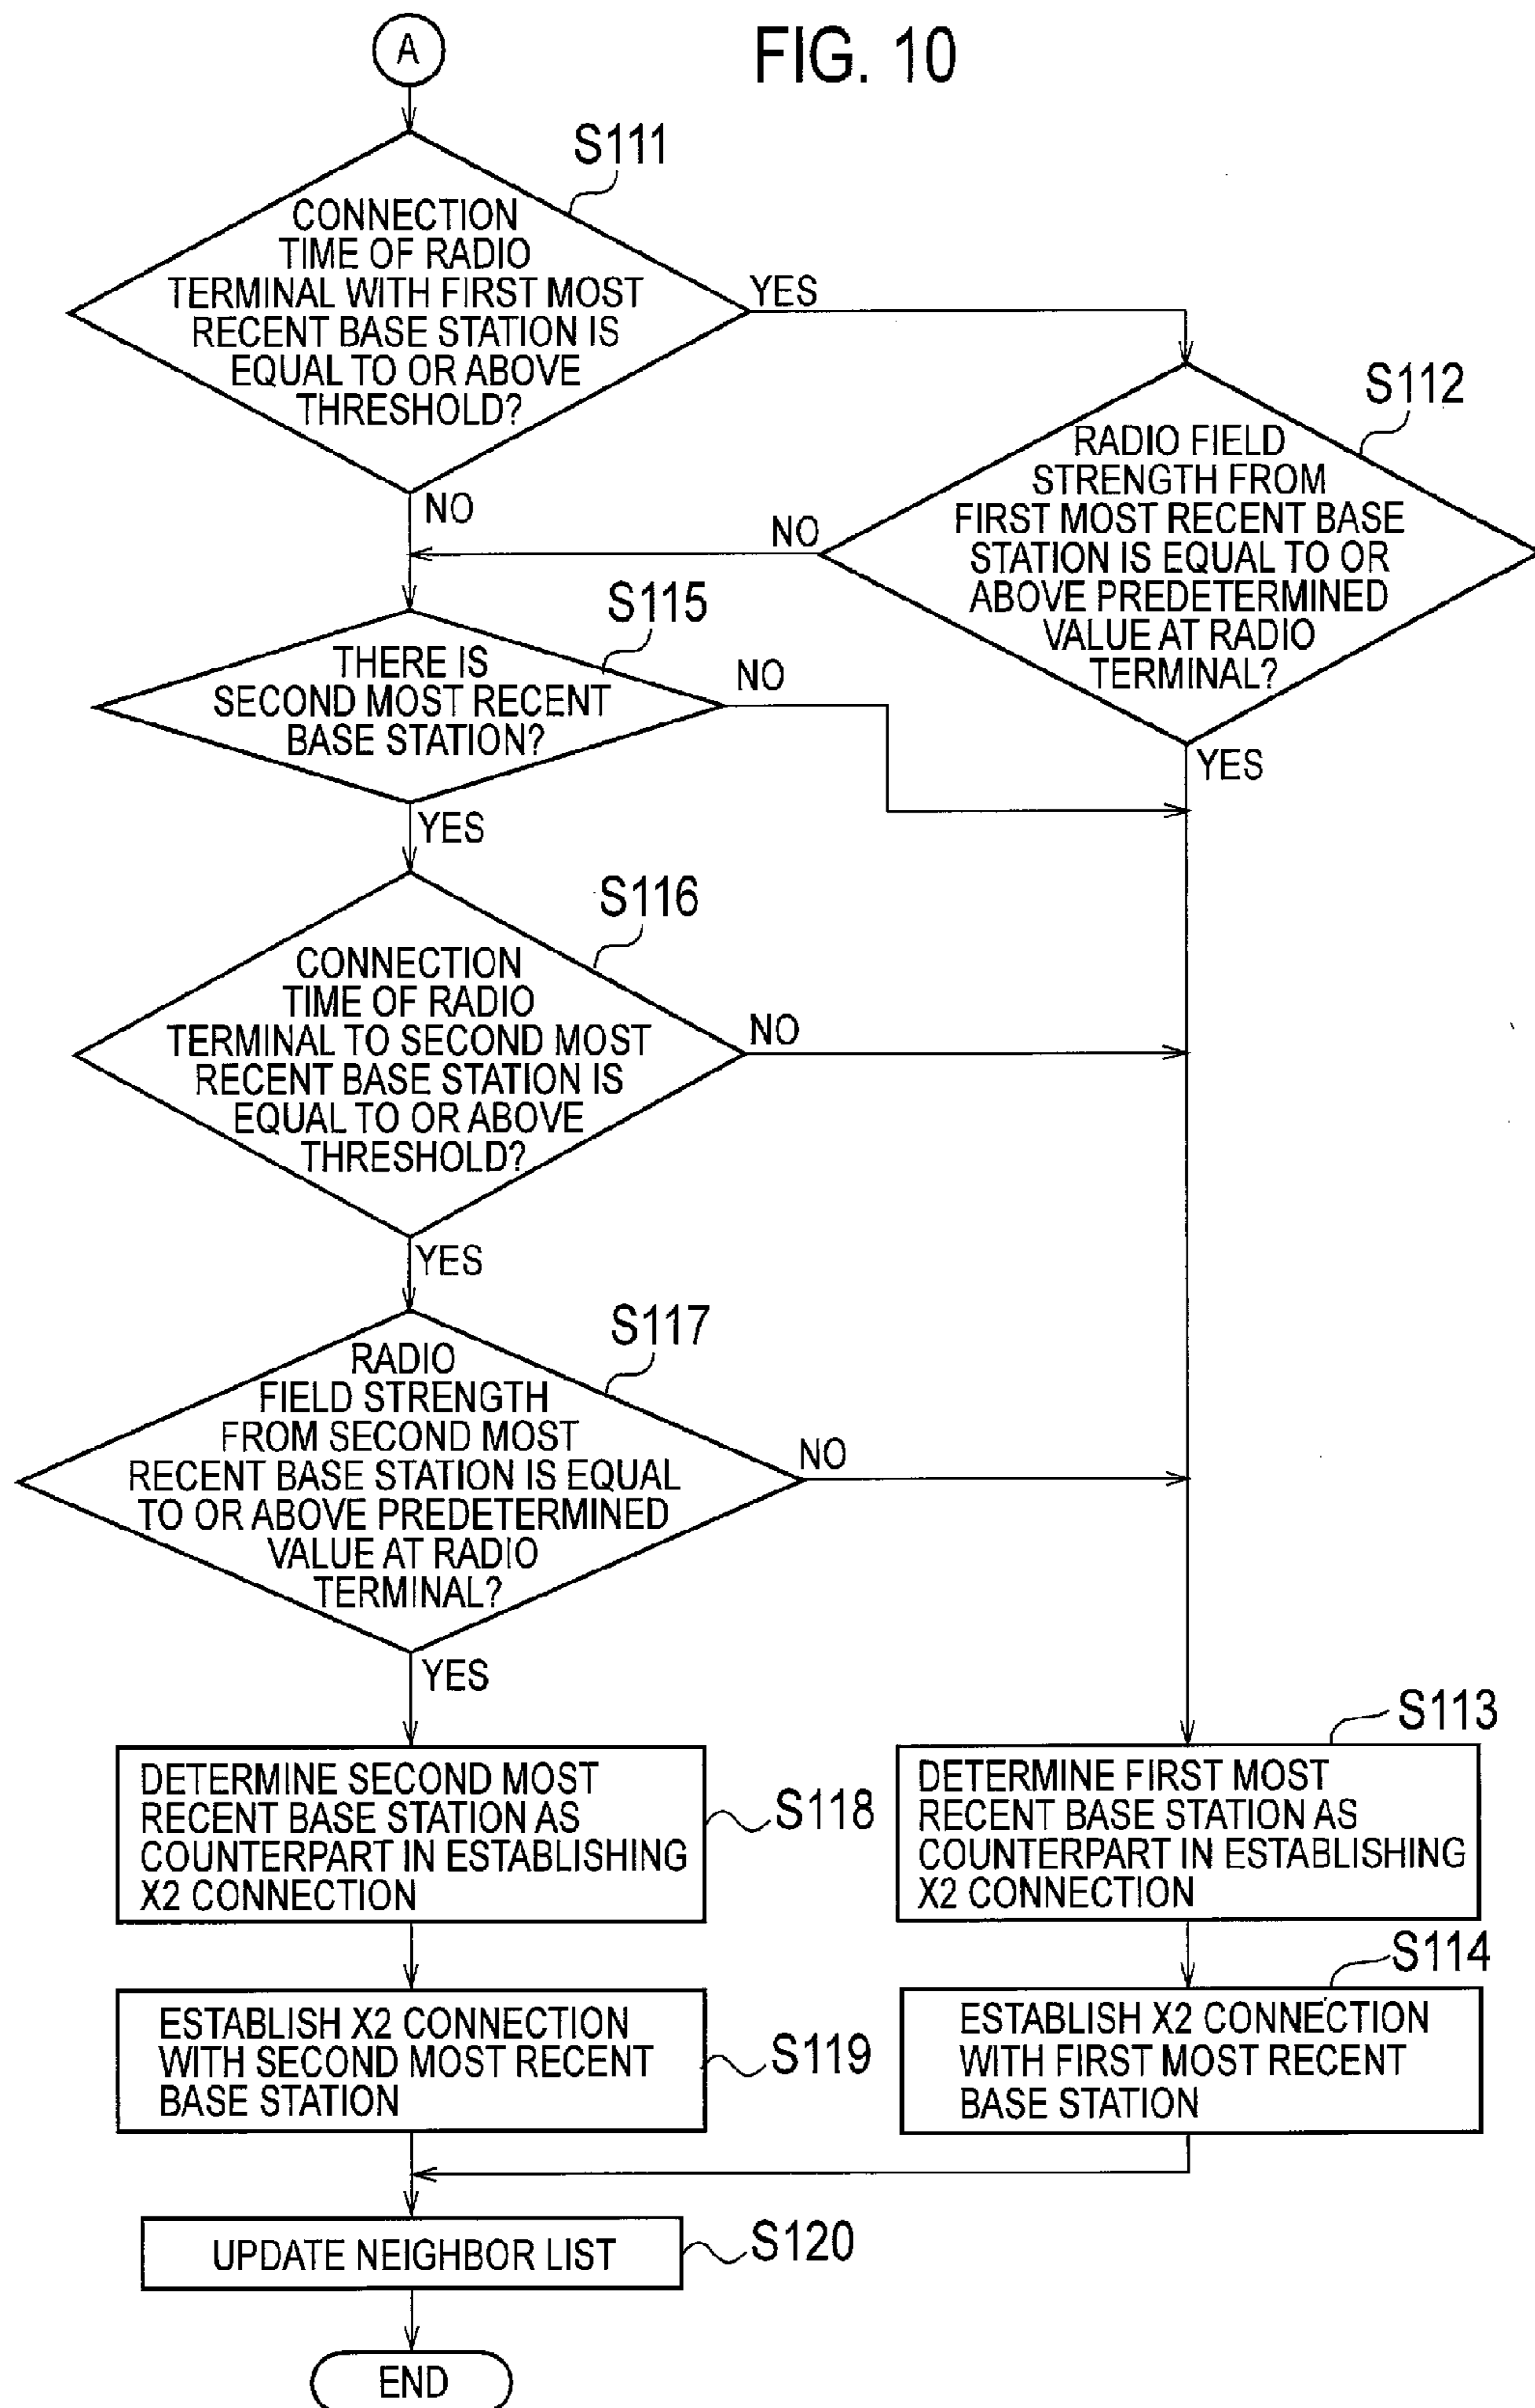 FIG. 10
A
S111
CONNECTION
TIME OF RADIO
TERMINAL WITH FIRST MOST
RECENT BASE STATION IS
EQUAL TO OR ABOVE
THRESHOLD?
YES
NO
S112
RADIO FIELD
STRENGTH FROM
FIRST MOST RECENT BASE
STATION IS EQUAL TO OR
ABOVE PREDETERMINED
VALUE AT RADIO
TERMINAL?
NO
YES
S115
THERE IS
SECOND MOST RECENT
BASE STATION?
NO
YES
S116
CONNECTION
TIME OF RADIO
TERMINAL TO SECOND MOST
RECENT BASE STATION IS
EQUAL TO OR ABOVE
THRESHOLD?
NO
YES
S117
RADIO
FIELD STRENGTH
FROM SECOND MOST
RECENT BASE STATION IS EQUAL
TO OR ABOVE PREDETERMINED
VALUE AT RADIO
TERMINAL?
NO
YES
DETERMINE SECOND MOST
RECENT BASE STATION AS
COUNTERPART IN ESTABLISHING
X2 CONNECTION
S118
S113
DETERMINE FIRST MOST
RECENT BASE STATION AS
COUNTERPART IN ESTABLISHING
X2 CONNECTION
ESTABLISH X2 CONNECTION
WITH SECOND MOST RECENT
BASE STATION
S119
S114
ESTABLISH X2 CONNECTION
WITH FIRST MOST RECENT
BASE STATION
UPDATE NEIGHBOR LIST
S120
END